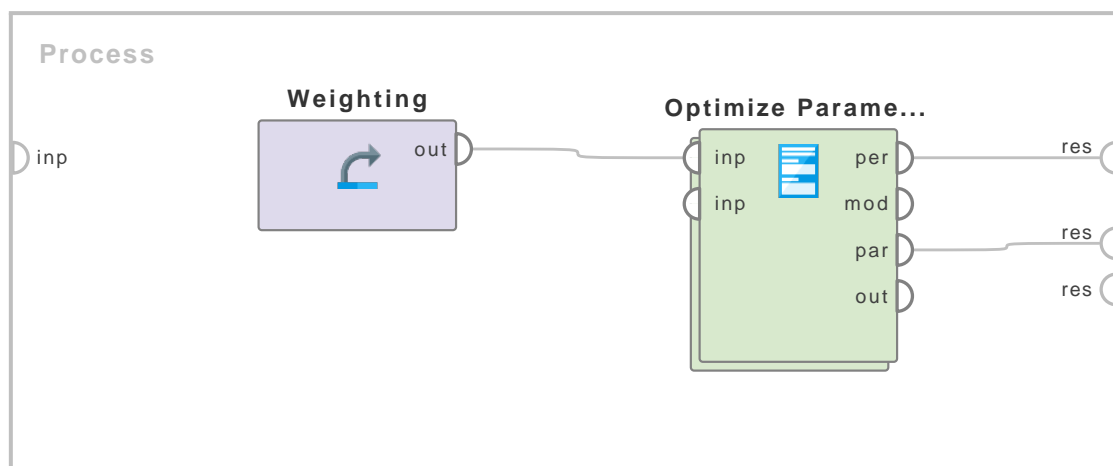 Process
Weighting
Optimize Parame...
out
inp
inp
inp
per
mod
par
out
res
res
res